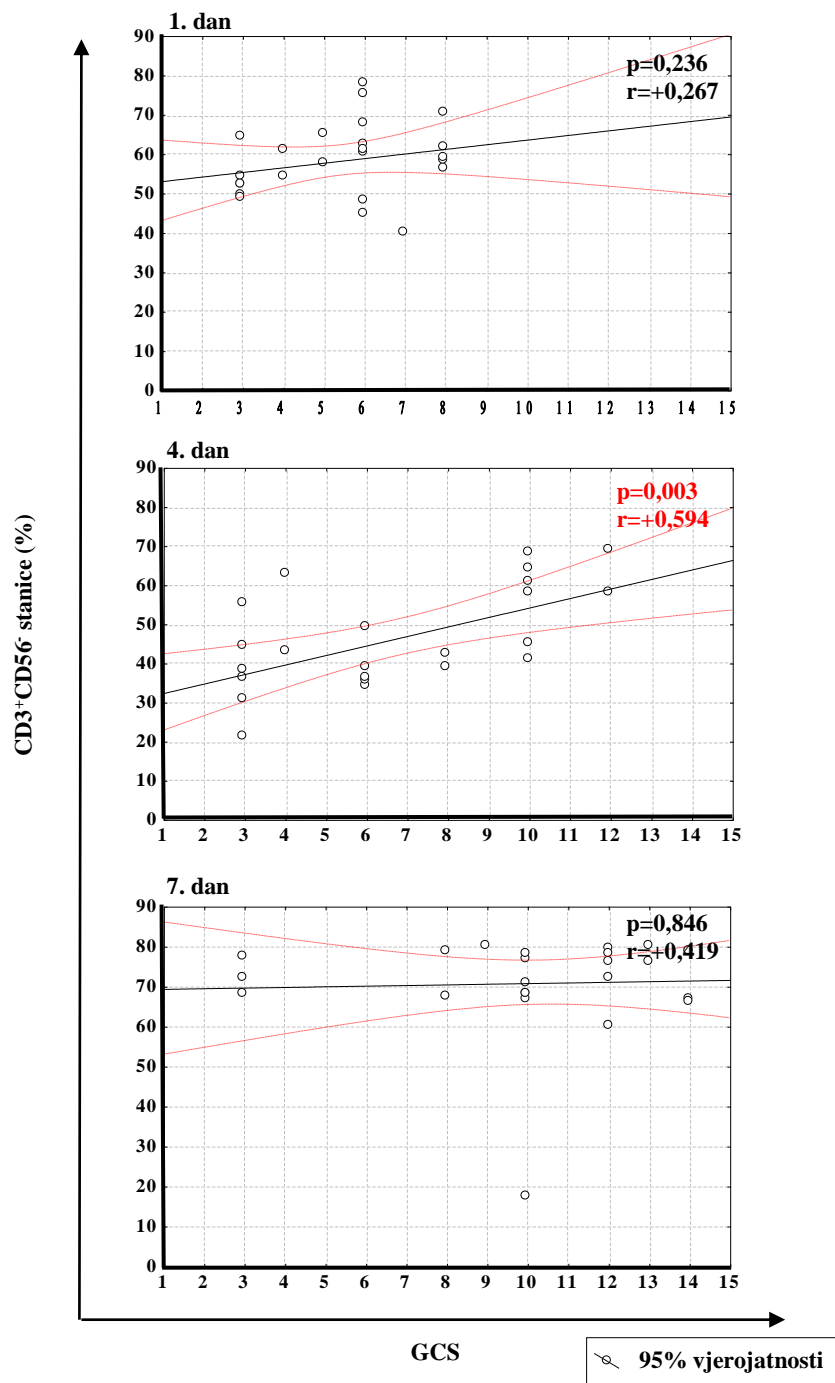 1. dan
90
80
70
60
50
40
30
20
10
0
p=0,236
r=+0,267
1 2 3 4 5 6 7 8 9 10 11 12 13 14 15
4. dan
90
80
70
60
50
40
30
20
10
0
p=0,003
r=+0,594
1 2 3 4 5 6 7 8 9 10 11 12 13 14 15
CD3⁺CD56⁻ stanice (%)
7. dan
90
80
70
60
50
40
30
20
10
0
p=0,846
r=+0,419
1 2 3 4 5 6 7 8 9 10 11 12 13 14 15
GCS
95% vjerojatnosti